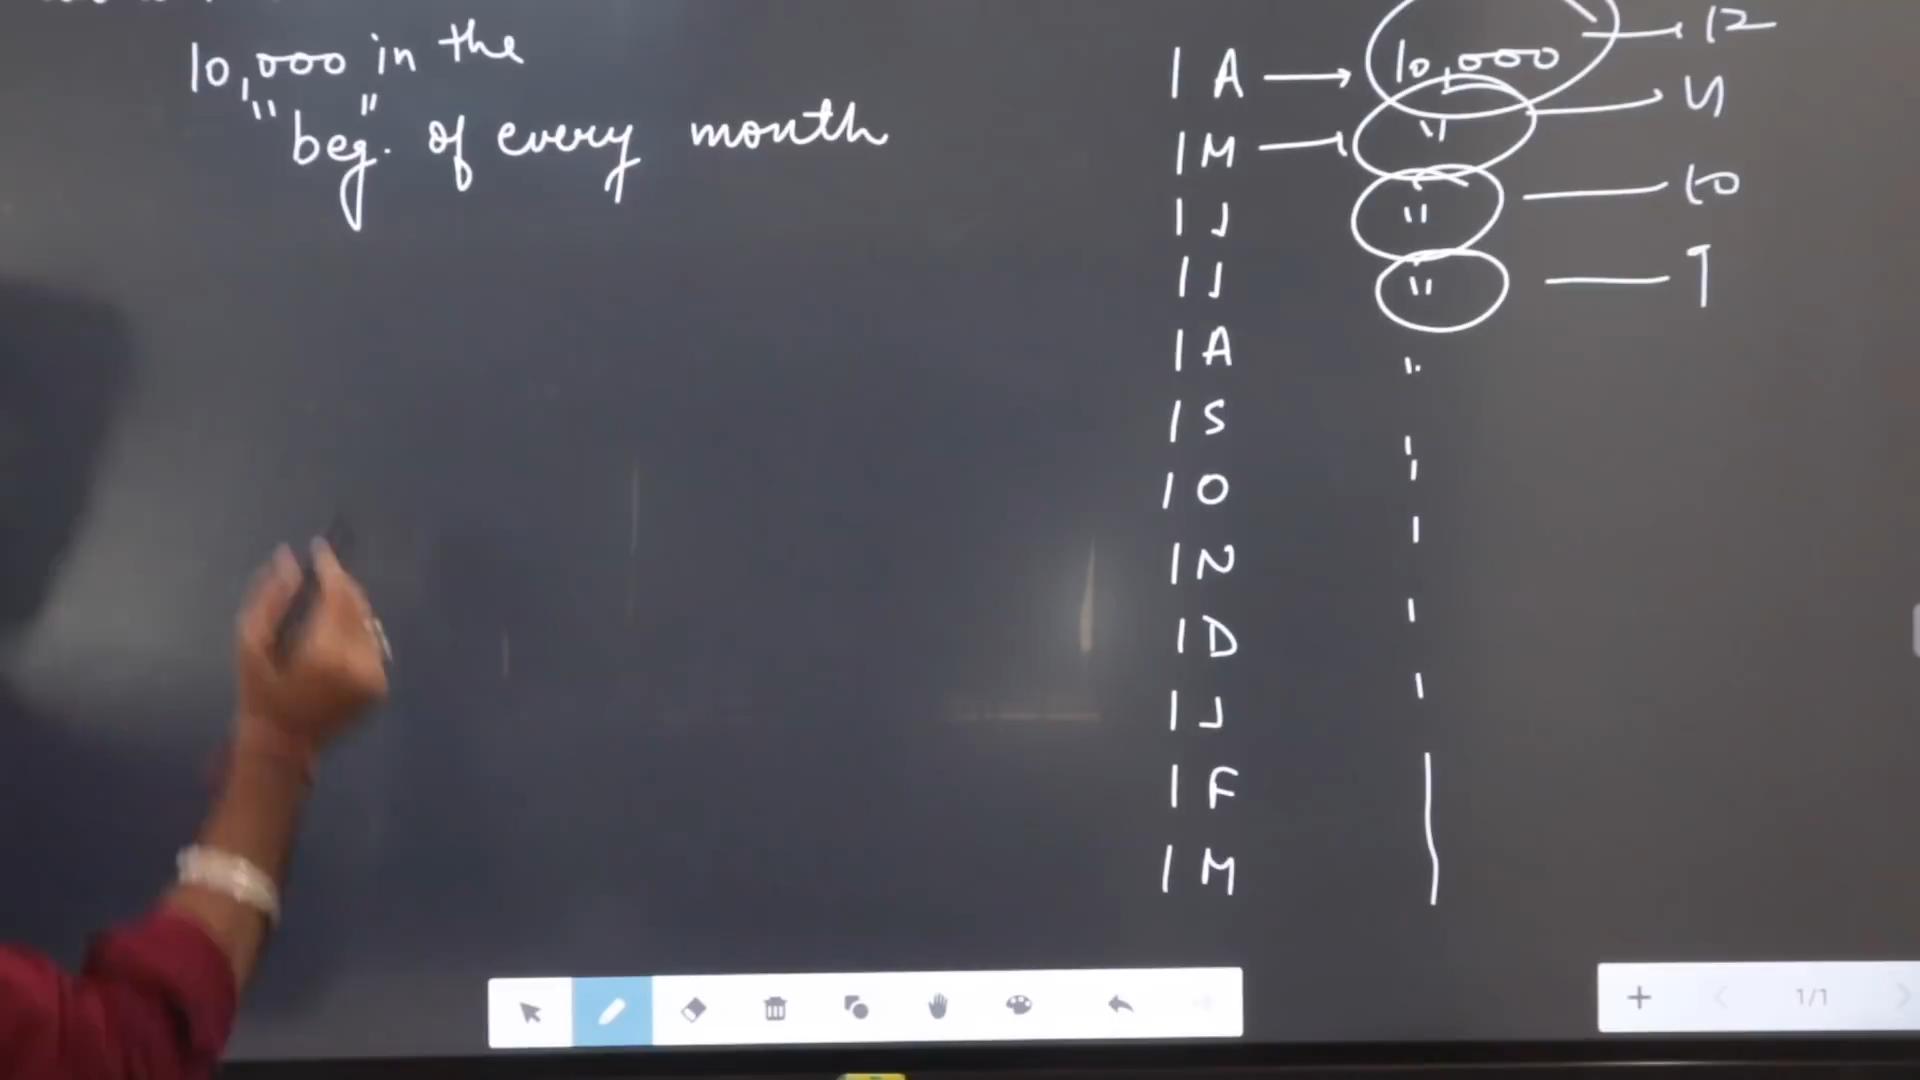 10,000 in the
"beg." of every month
1 A → 10,000 — 12
1 M → " — 11
1 J " — 10
1 J " — 9
1 A "
1 S "
1 O
1 N
1 D
1 J
1 F
1 M
1/1